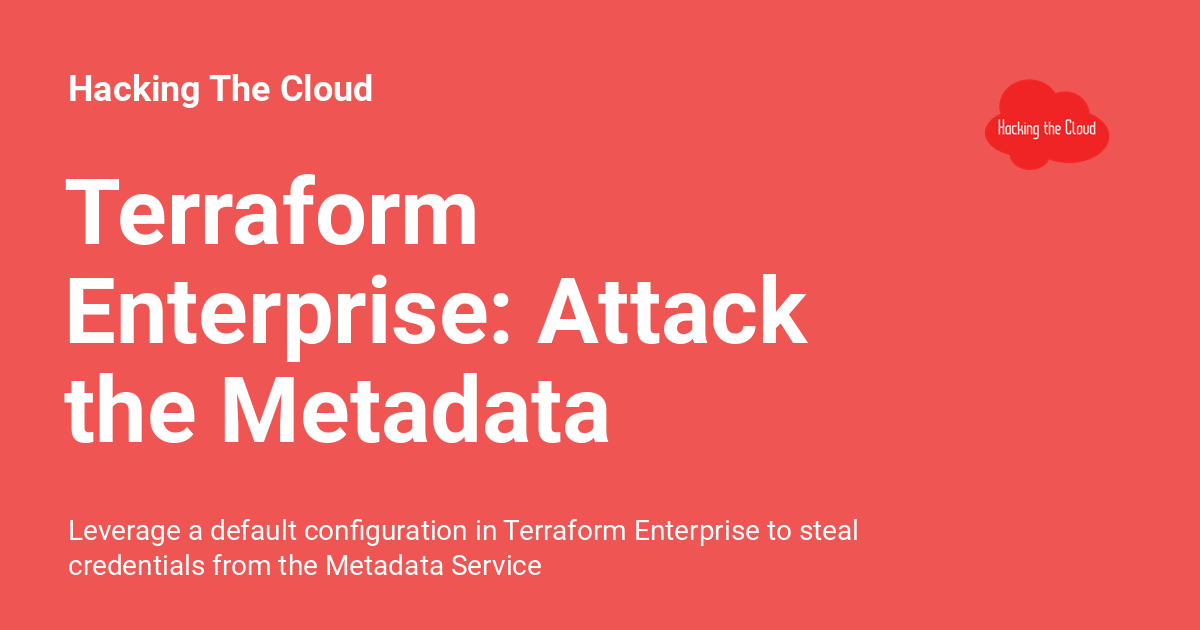 Hacking The Cloud
Hacking the Cloud
Terraform
Enterprise: Attack
the Metadata
Leverage a default configuration in Terraform Enterprise to steal
credentials from the Metadata Service